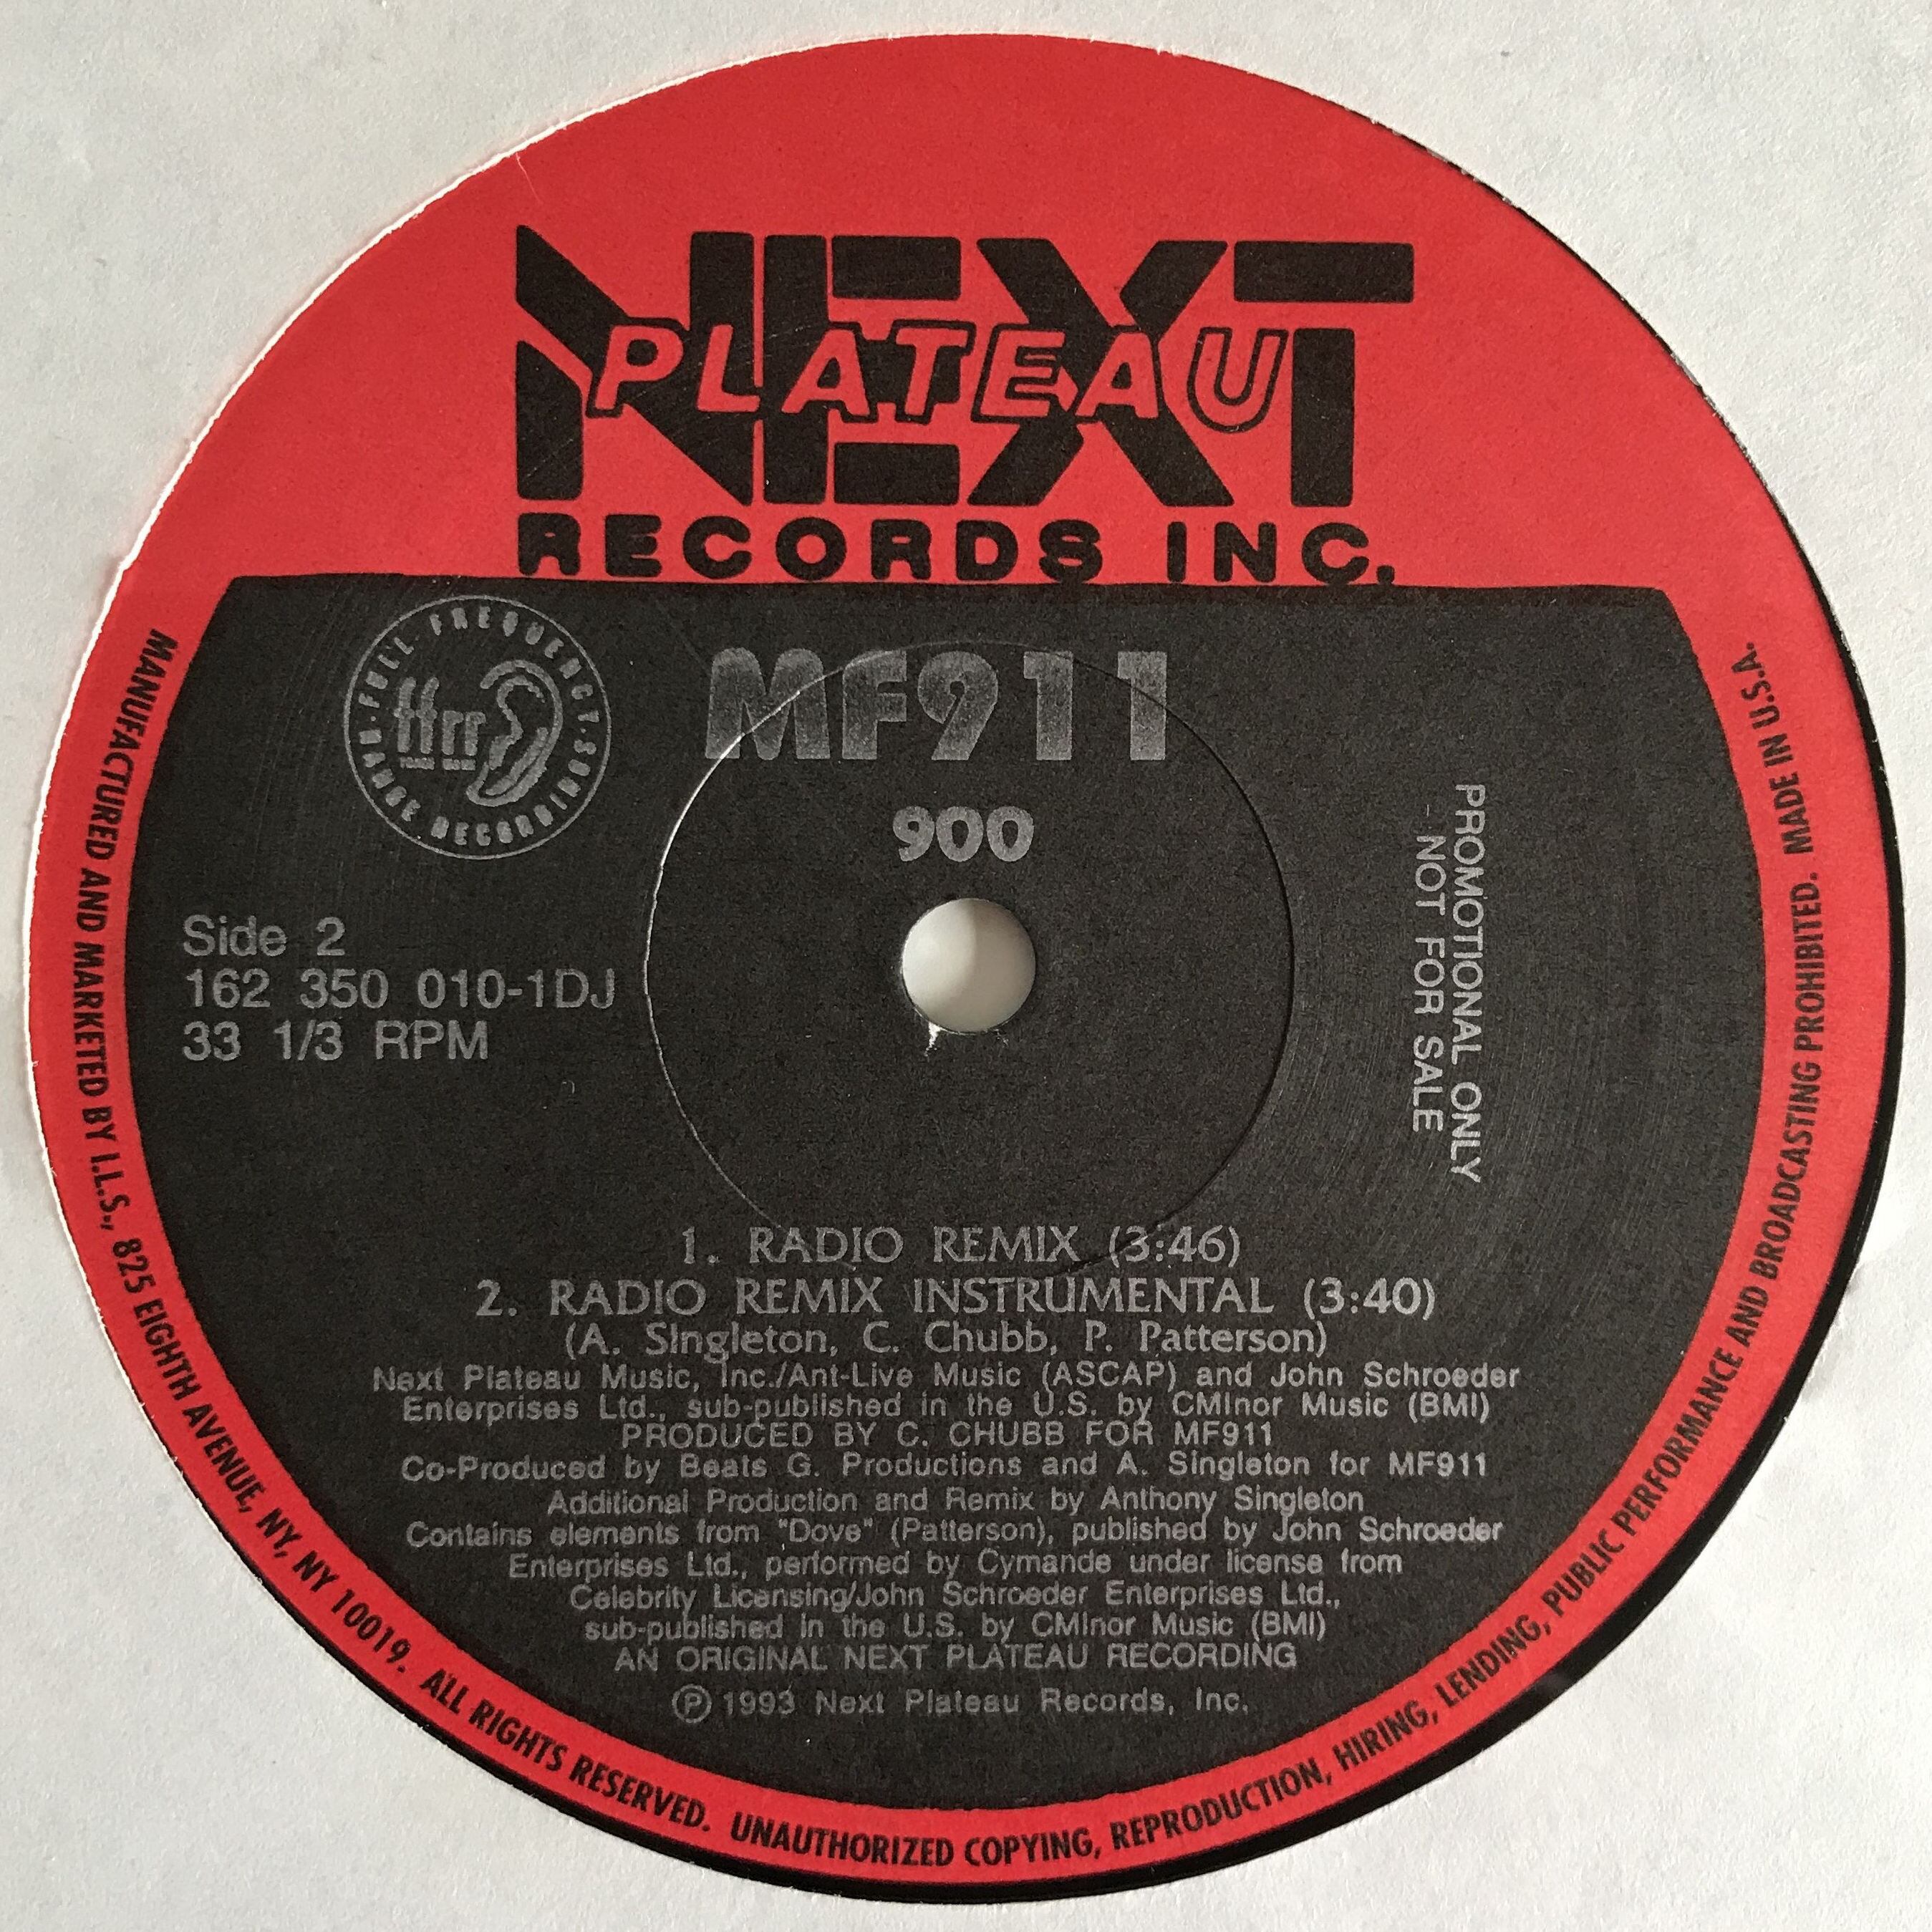 NEXT
PLATEAU
RECORDS INC.
FULL FREQUENCY
ffrr
RANGE RECORDINGS
MF911
900
Side 2
162 350 010-1DJ
33 1/3 RPM
PROMOTIONAL ONLY
- NOT FOR SALE
1. RADIO REMIX (3:46)
2. RADIO REMIX INSTRUMENTAL (3:40)
(A. Singleton, C. Chubb, P. Patterson)
Next Plateau Music, Inc./Ant-Live Music (ASCAP) and John Schroeder
Enterprises Ltd., sub-published in the U.S. by CMinor Music (BMI)
PRODUCED BY C. CHUBB FOR MF911
Co-Produced by Beats G. Productions and A. Singleton for MF911
Additional Production and Remix by Anthony Singleton
Contains elements from "Dove" (Patterson), published by John Schroeder
Enterprises Ltd., performed by Cymande under license from
Celebrity Licensing/John Schroeder Enterprises Ltd.,
sub-published in the U.S. by CMinor Music (BMI)
AN ORIGINAL NEXT PLATEAU RECORDING
℗ 1993 Next Plateau Records, Inc.
MANUFACTURED AND MARKETED BY I.L.S., 825 EIGHTH AVENUE, NY, NY 10019. ALL RIGHTS RESERVED. UNAUTHORIZED COPYING, REPRODUCTION, HIRING, LENDING, PUBLIC PERFORMANCE AND BROADCASTING PROHIBITED. MADE IN U.S.A.